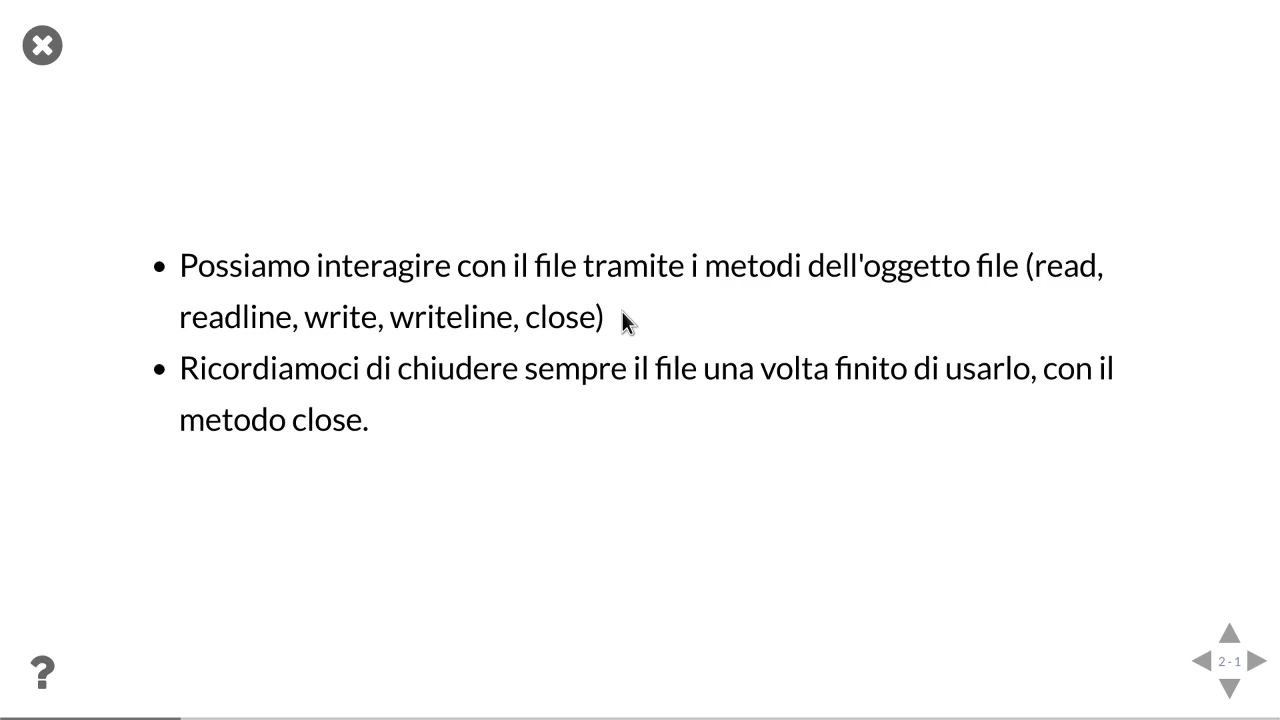 • Possiamo interagire con il file tramite i metodi dell'oggetto file (read,
readline, write, writeline, close)
• Ricordiamoci di chiudere sempre il file una volta finito di usarlo, con il
metodo close.
?
2 - 1